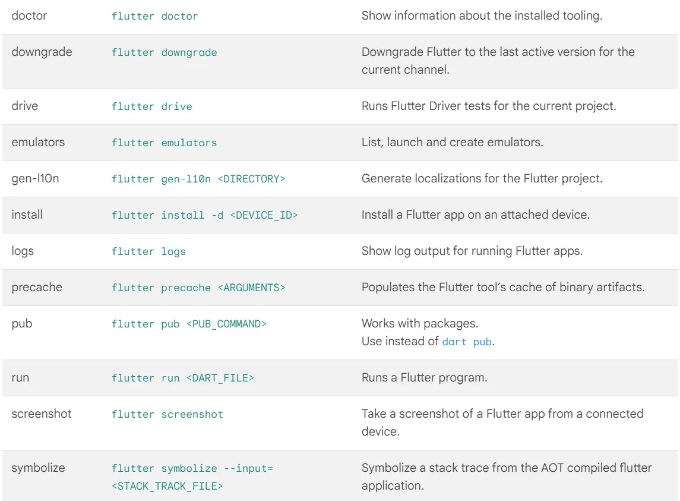 doctor flutter doctor Show information about the installed tooling.
downgrade flutter downgrade Downgrade Flutter to the last active version for the
current channel.
drive flutter drive Runs Flutter Driver tests for the current project.
emulators flutter emulators List, launch and create emulators.
gen-l10n flutter gen-l10n <DIRECTORY> Generate localizations for the Flutter project.
install flutter install -d <DEVICE_ID> Install a Flutter app on an attached device.
logs flutter logs Show log output for running Flutter apps.
precache flutter precache <ARGUMENTS> Populates the Flutter tool’s cache of binary artifacts.
pub flutter pub <PUB_COMMAND> Works with packages.
Use instead of dart pub.
run flutter run <DART_FILE> Runs a Flutter program.
screenshot flutter screenshot Take a screenshot of a Flutter app from a connected
device.
symbolize flutter symbolize --input= Symbolize a stack trace from the AOT compiled flutter
<STACK_TRACK_FILE> application.